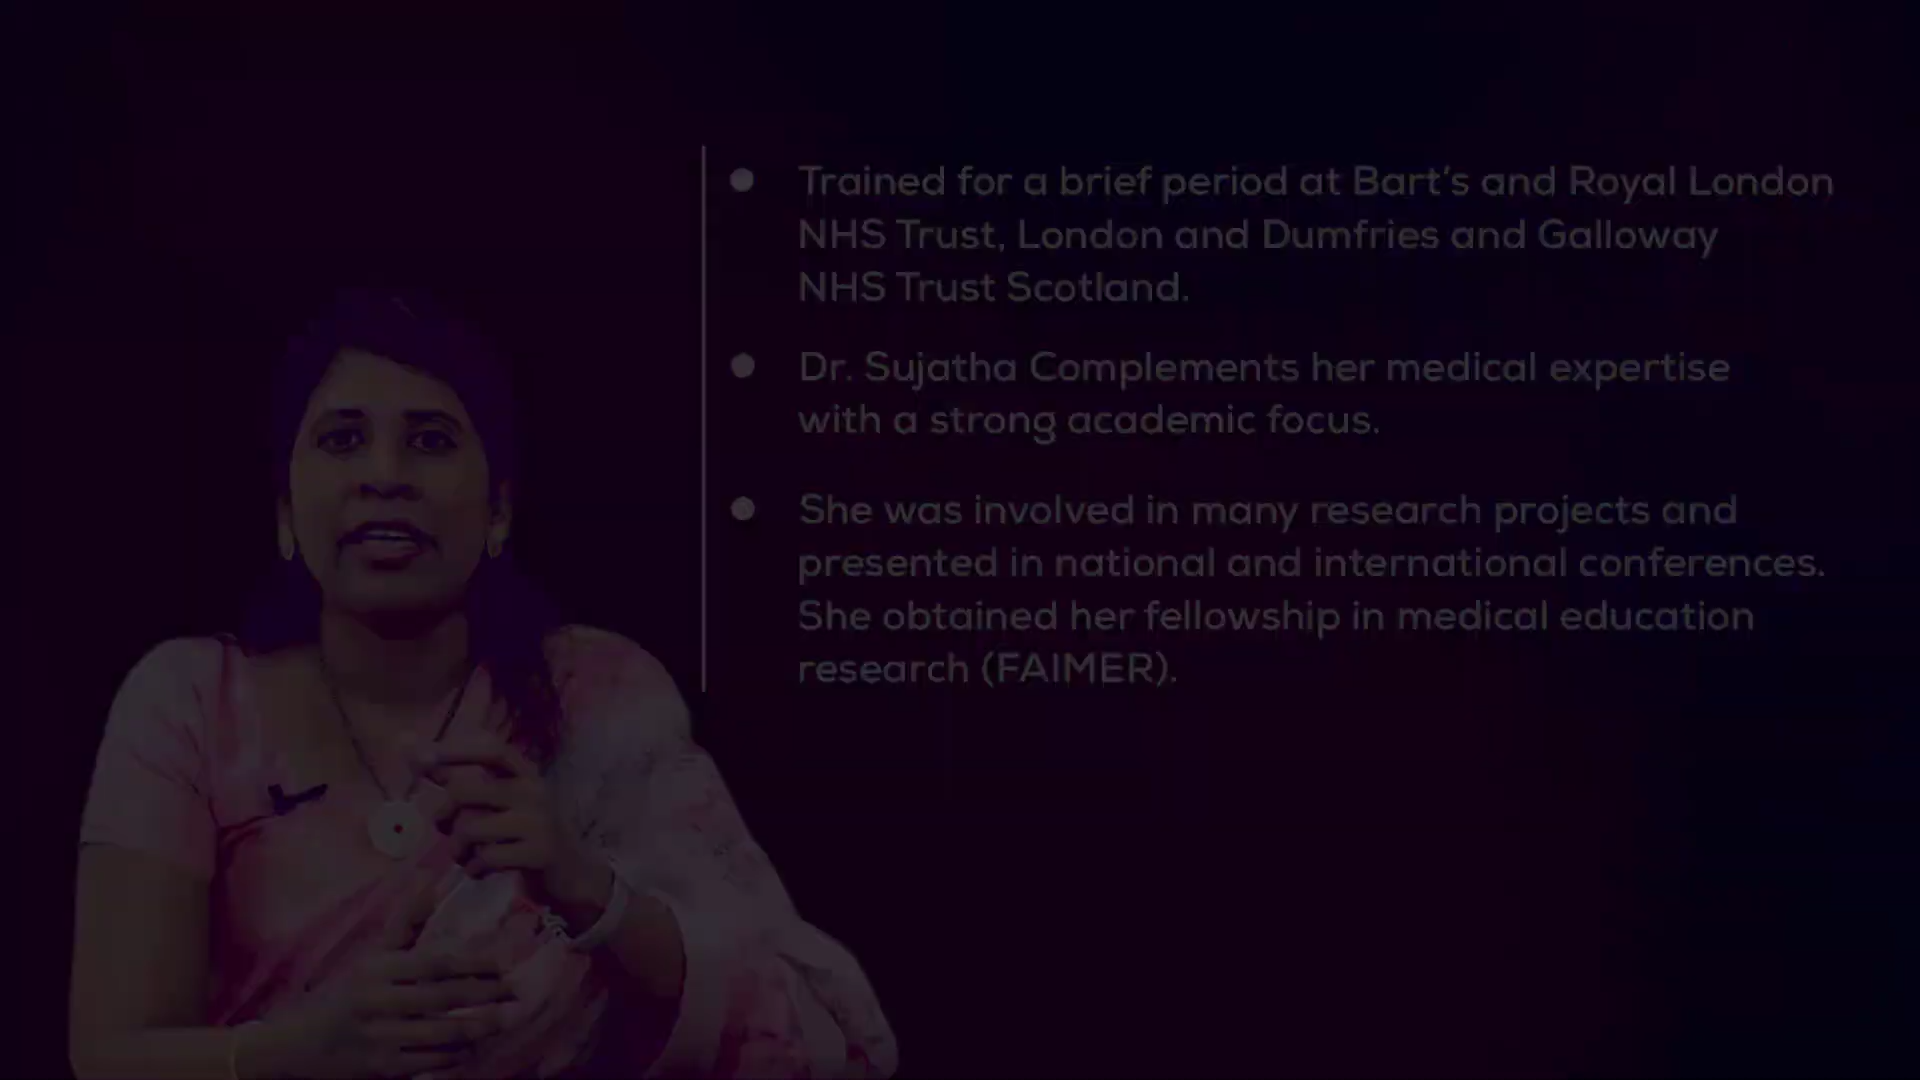 Trained for a brief period at Bart's and Royal London
NHS Trust, London and Dumfries and Galloway
NHS Trust Scotland.
Dr. Sujatha Complements her medical expertise
with a strong academic focus.
She was involved in many research projects and
presented in national and international conferences.
She obtained her fellowship in medical education
research (FAIMER).